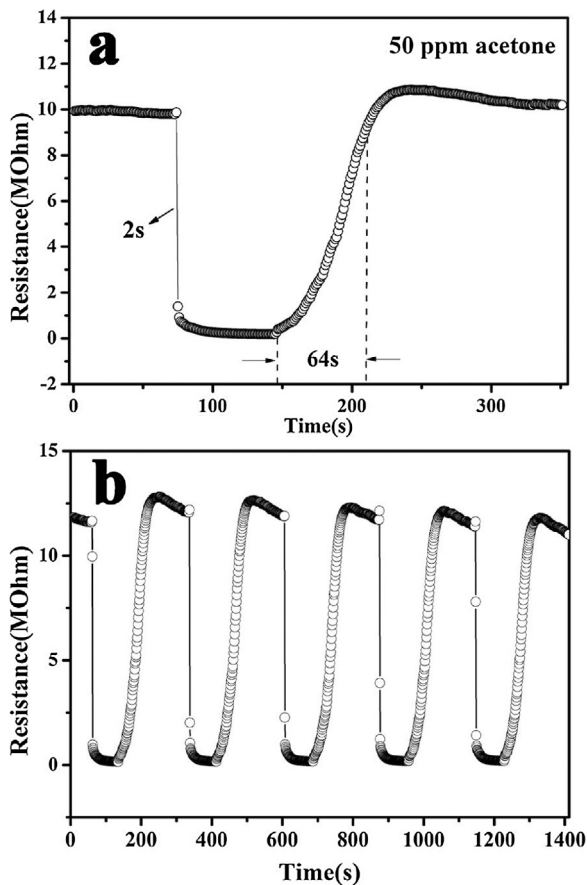 a
50 ppm acetone
14
12
10
8
6
4
2
0
-2
Resistance(MOhm)
2s
64s
0 100 200 300
Time(s)
b
15
10
5
0
Resistance(MOhm)
0 200 400 600 800 1000 1200 1400
Time(s)